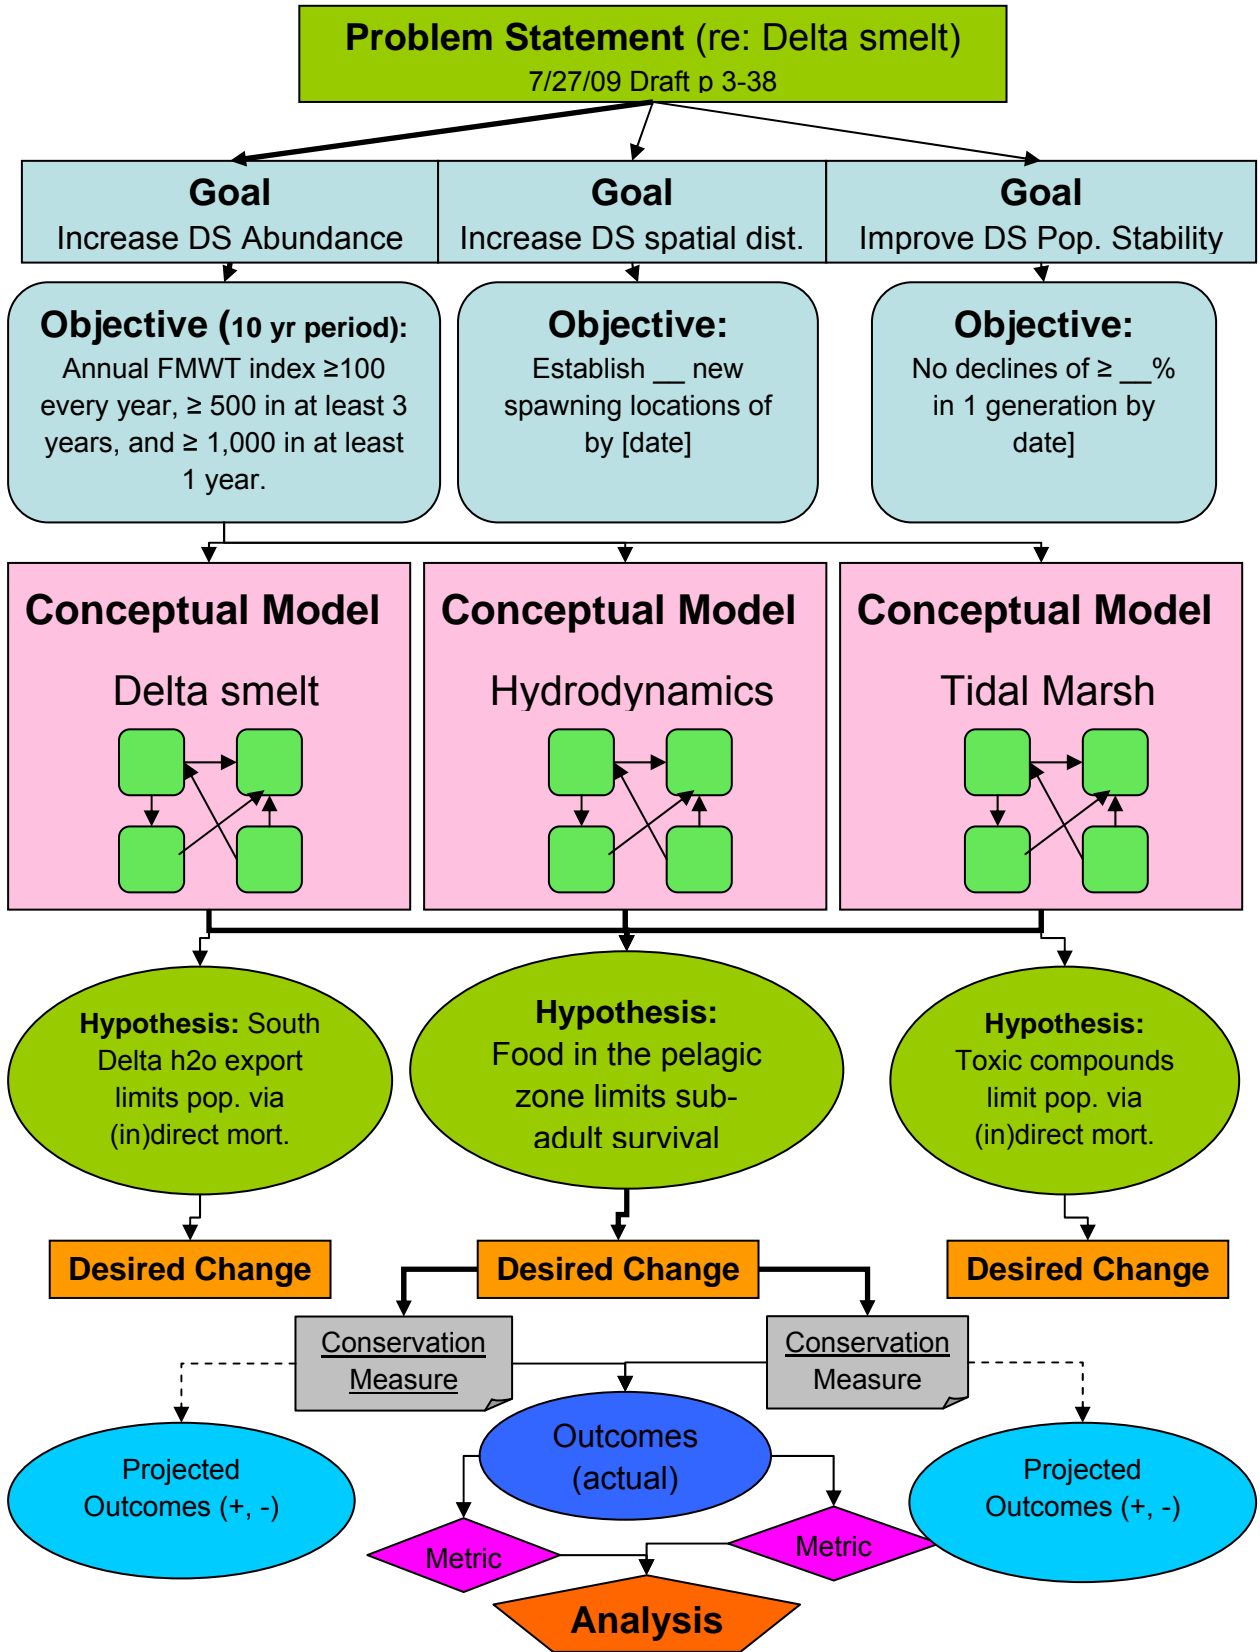 Problem Statement (re: Delta smelt)
7/27/09 Draft p 3-38
Goal
Increase DS Abundance
Goal
Increase DS spatial dist.
Goal
Improve DS Pop. Stability
Objective (10 yr period):
Annual FMWT index ≥100
every year, ≥ 500 in at least 3
years, and ≥ 1,000 in at least
1 year.
Objective:
Establish __ new
spawning locations of
by [date]
Objective:
No declines of ≥ __%
in 1 generation by
date]
Conceptual Model
Delta smelt
Conceptual Model
Hydrodynamics
Conceptual Model
Tidal Marsh
Hypothesis: South
Delta h2o export
limits pop. via
(in)direct mort.
Hypothesis:
Food in the pelagic
zone limits sub-
adult survival
Hypothesis:
Toxic compounds
limit pop. via
(in)direct mort.
Desired Change
Desired Change
Desired Change
Conservation
Measure
Conservation
Measure
Projected
Outcomes (+, -)
Outcomes
(actual)
Projected
Outcomes (+, -)
Metric
Metric
Analysis